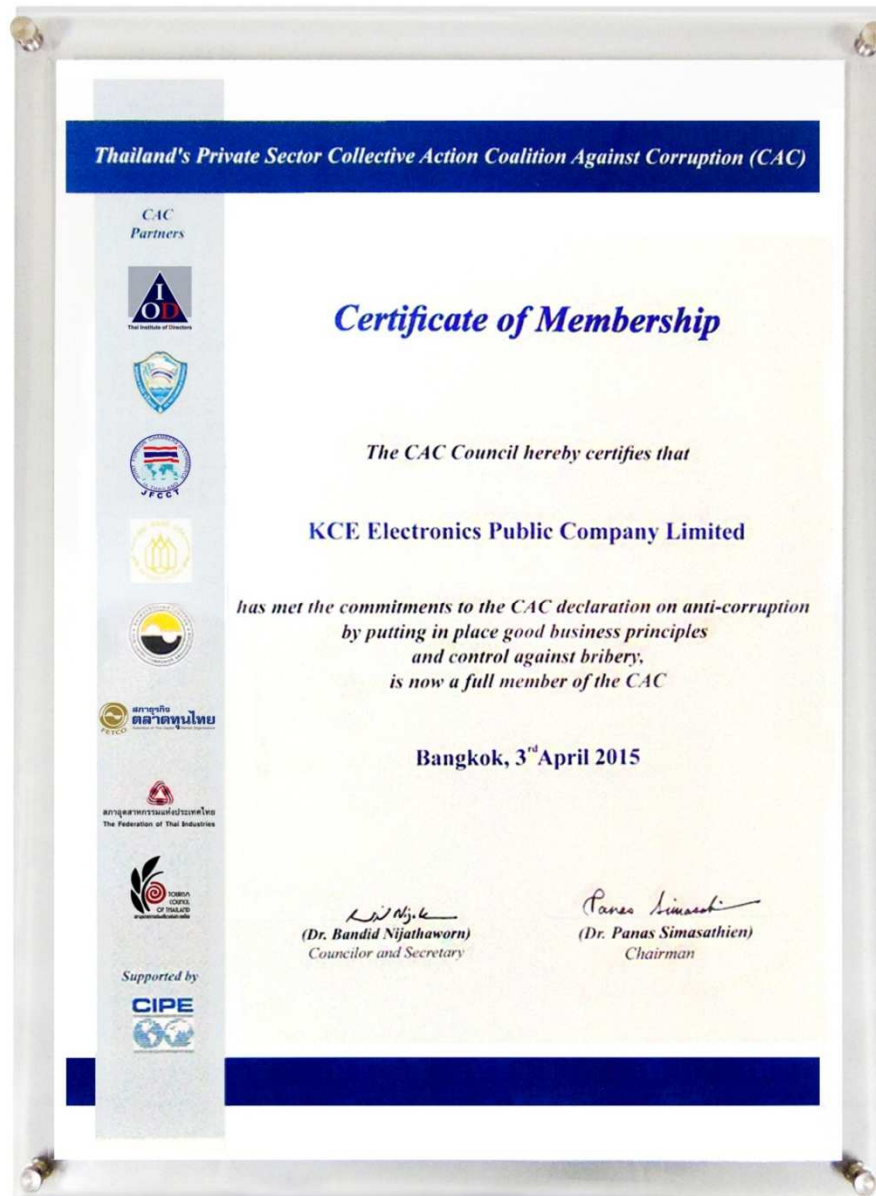 Thailand's Private Sector Collective Action Coalition Against Corruption (CAC)
CAC
Partners
IOD
Thai Institute of Directors
JFCCT
FETCO
สภาธุรกิจ
ตลาดทุนไทย
สภาอุตสาหกรรมแห่งประเทศไทย
The Federation of Thai Industries
TOURISM
COUNCIL
OF THAILAND
Supported by
CIPE
Certificate of Membership
The CAC Council hereby certifies that
KCE Electronics Public Company Limited
has met the commitments to the CAC declaration on anti-corruption
by putting in place good business principles
and control against bribery,
is now a full member of the CAC
Bangkok, 3rd April 2015
(Dr. Bandid Nijathaworn)
Councilor and Secretary
Panas Simasathi
(Dr. Panas Simasathien)
Chairman